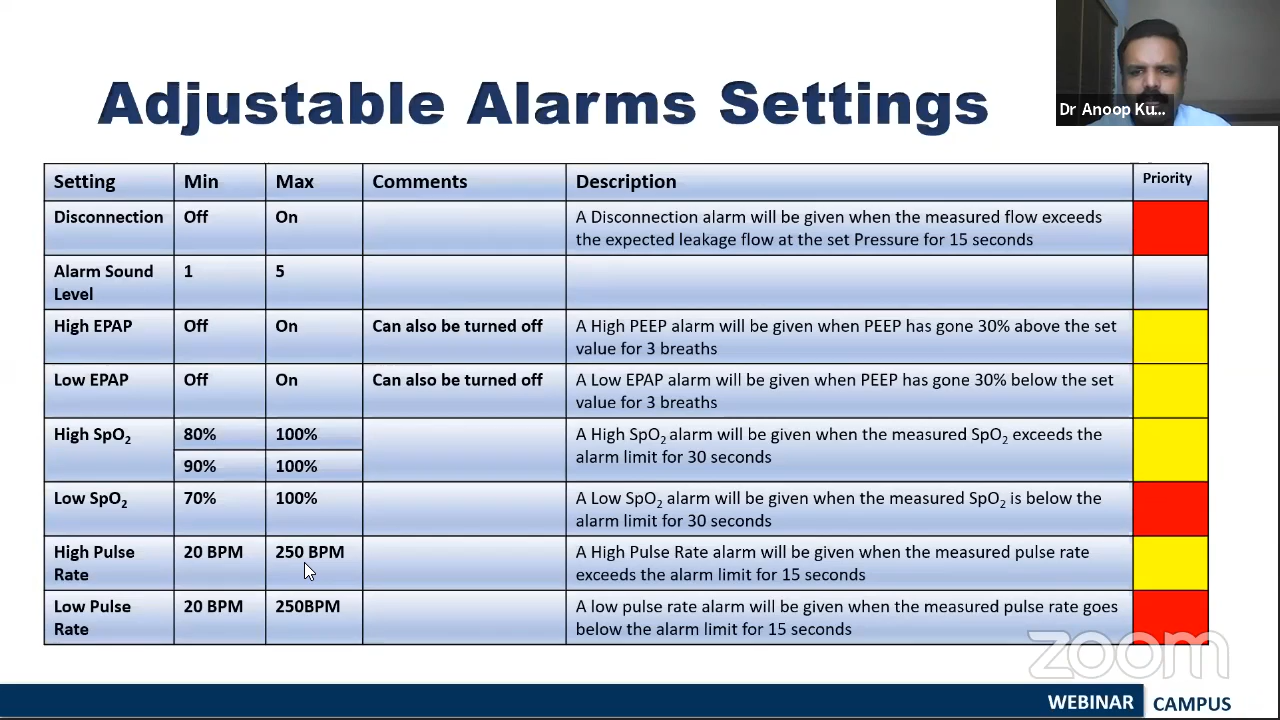 Dr Anoop Ku...
Adjustable Alarms Settings
Setting Min Max Comments Description Priority
Disconnection Off On A Disconnection alarm will be given when the measured flow exceeds
the expected leakage flow at the set Pressure for 15 seconds
Alarm Sound 1 5
Level
High EPAP Off On Can also be turned off A High PEEP alarm will be given when PEEP has gone 30% above the set
value for 3 breaths
Low EPAP Off On Can also be turned off A Low EPAP alarm will be given when PEEP has gone 30% below the set
value for 3 breaths
High SpO₂ 80% 100% A High SpO₂ alarm will be given when the measured SpO₂ exceeds the
alarm limit for 30 seconds
90% 100%
Low SpO₂ 70% 100% A Low SpO₂ alarm will be given when the measured SpO₂ is below the
alarm limit for 30 seconds
High Pulse 20 BPM 250 BPM A High Pulse Rate alarm will be given when the measured pulse rate
Rate exceeds the alarm limit for 15 seconds
Low Pulse 20 BPM 250BPM A low pulse rate alarm will be given when the measured pulse rate goes
Rate below the alarm limit for 15 seconds
zoom
WEBINAR CAMPUS